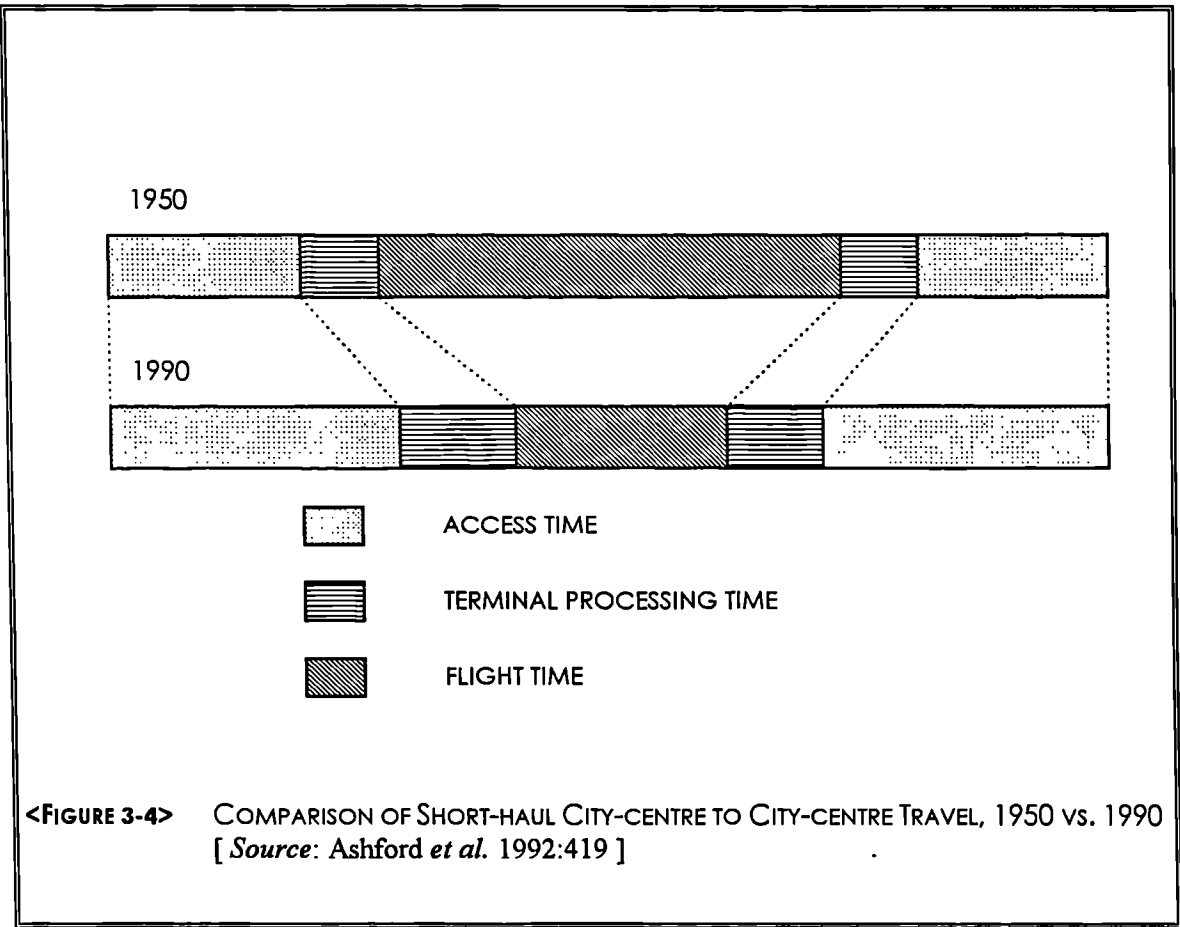 1950
1990
ACCESS TIME
TERMINAL PROCESSING TIME
FLIGHT TIME
<FIGURE 3-4> COMPARISON OF SHORT-HAUL CITY-CENTRE TO CITY-CENTRE TRAVEL, 1950 VS. 1990
[ Source: Ashford et al. 1992:419 ]